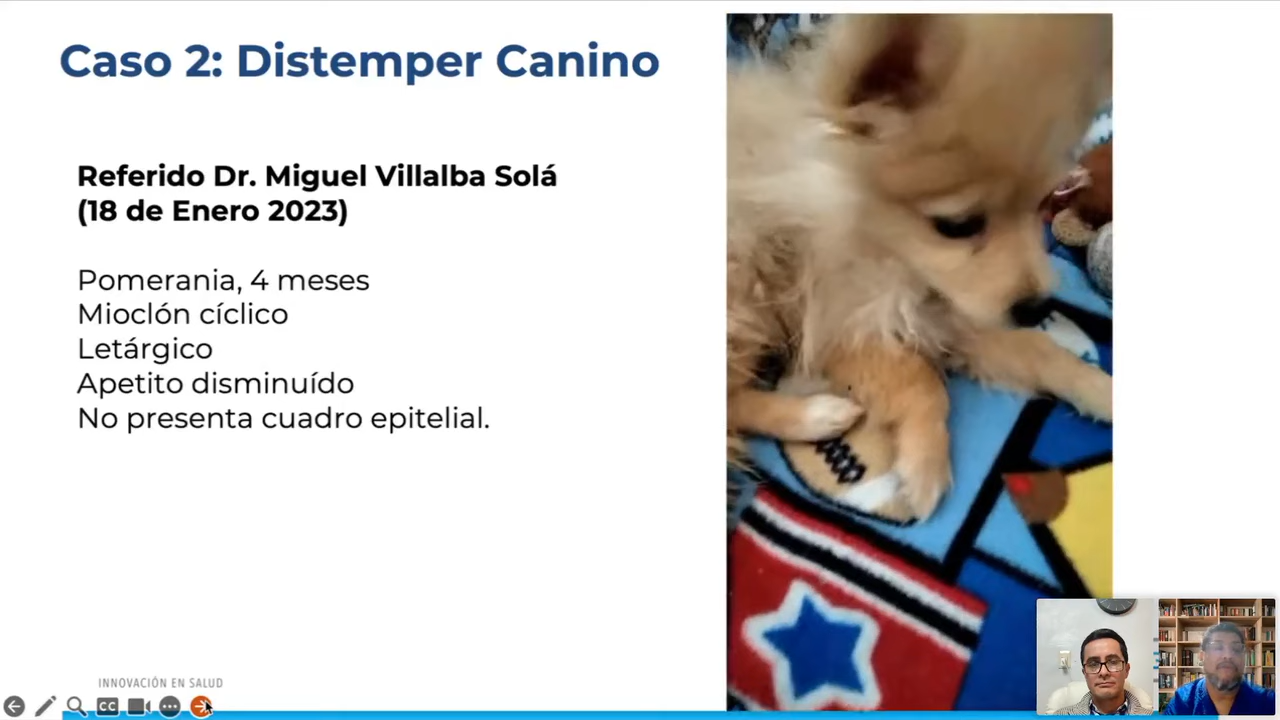 Caso 2: Distemper Canino
Referido Dr. Miguel Villalba Solá
(18 de Enero 2023)
Pomerania, 4 meses
Mioclón cíclico
Letárgico
Apetito disminuído
No presenta cuadro epitelial.
INNOVACIÓN EN SALUD
CC